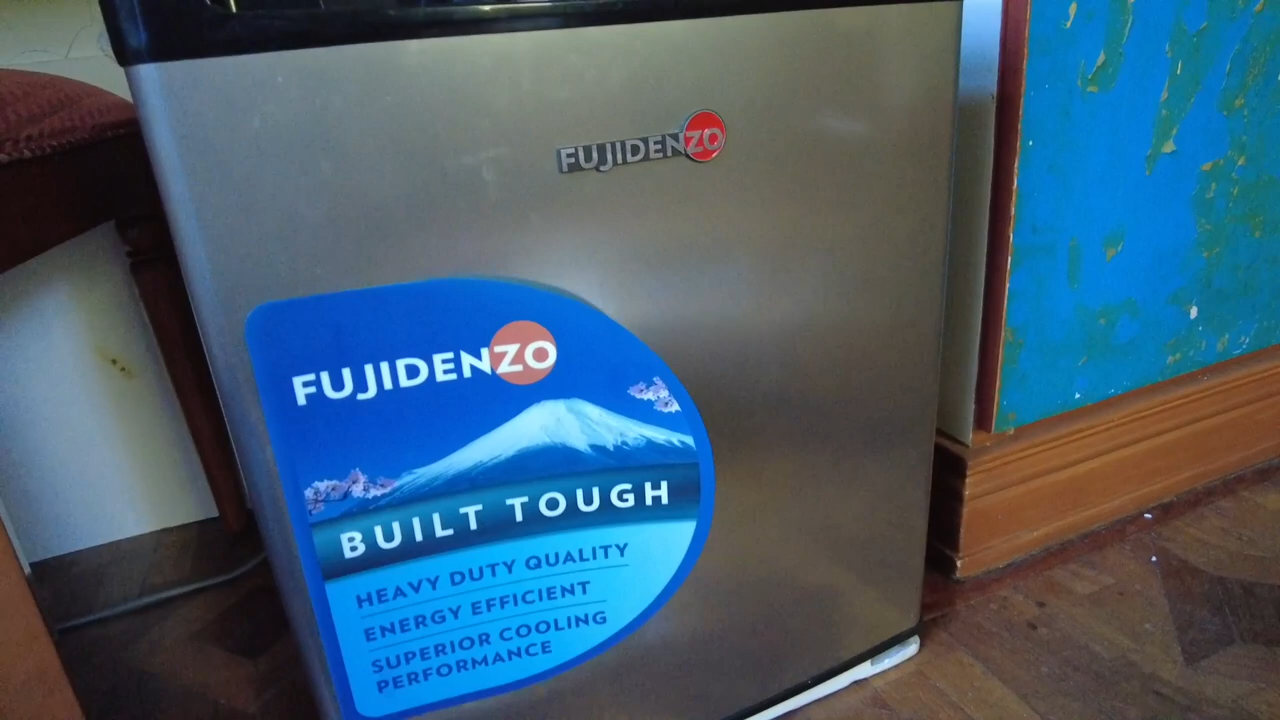 FUJIDENZO
FUJIDENZO
BUILT TOUGH
HEAVY DUTY QUALITY
ENERGY EFFICIENT
SUPERIOR COOLING
PERFORMANCE